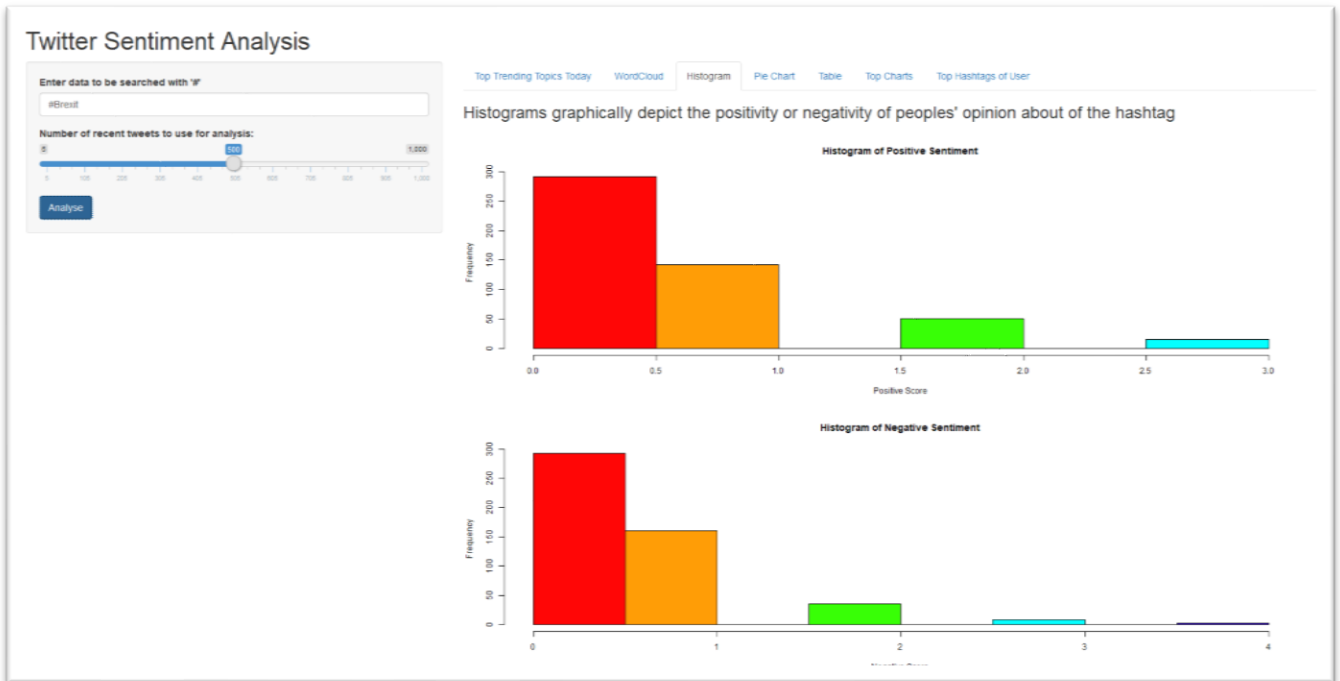 Twitter Sentiment Analysis
Enter data to be searched with '#'
#Brexit
Number of recent tweets to use for analysis:
500
1,000
Analyse
Top Trending Topics Today WordCloud Histogram Pie Chart Table Top Charts Top Hashtags of User
Histograms graphically depict the positivity or negativity of peoples' opinion about of the hashtag
Histogram of Positive Sentiment
Frequency
300
250
200
150
100
50
0
0.0 0.5 1.0 1.5 2.0 2.5 3.0
Positive Score
Histogram of Negative Sentiment
Frequency
300
250
200
150
100
50
0
0 1 2 3 4